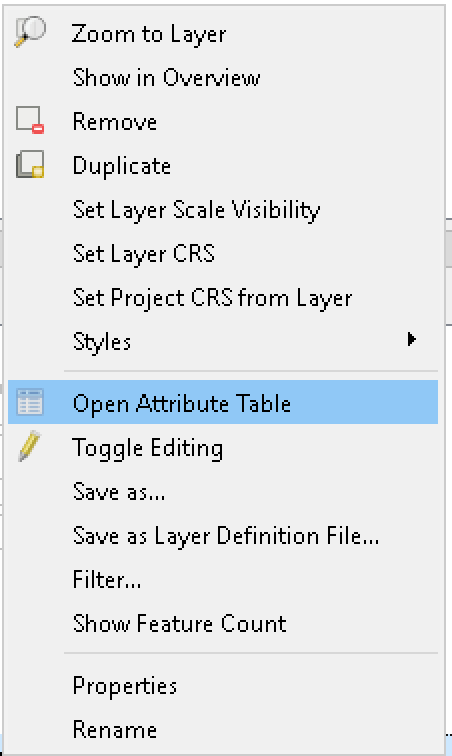 Zoom to Layer
Show in Overview
Remove
Duplicate
Set Layer Scale Visibility
Set Layer CRS
Set Project CRS from Layer
Styles
Open Attribute Table
Toggle Editing
Save as...
Save as Layer Definition File...
Filter...
Show Feature Count
Properties
Rename